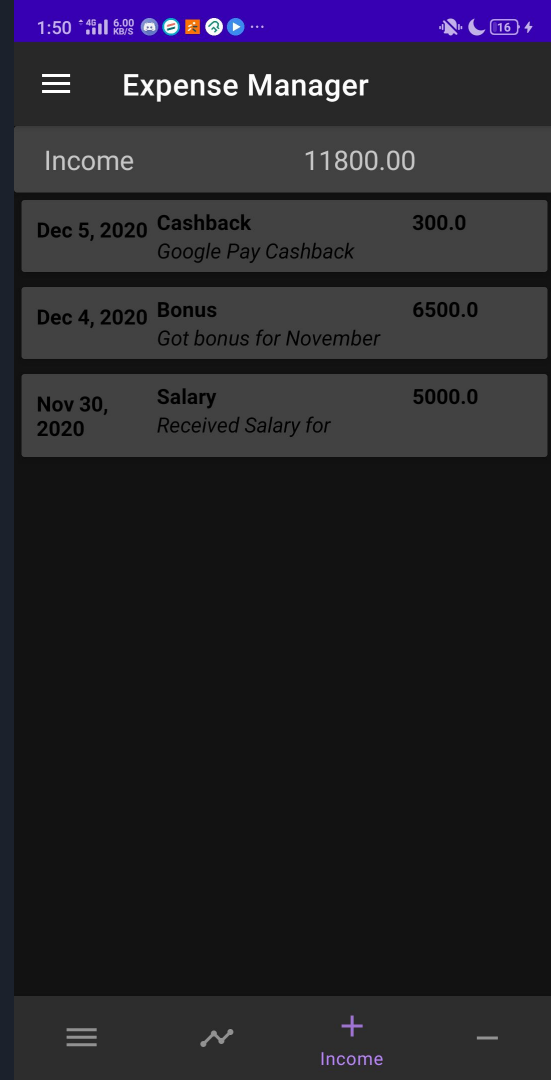 1:50 4G 6.00 KB/S 16
Expense Manager
Income 11800.00
Dec 5, 2020 Cashback 300.0
Google Pay Cashback
Dec 4, 2020 Bonus 6500.0
Got bonus for November
Nov 30, 2020 Salary 5000.0
Received Salary for
Income